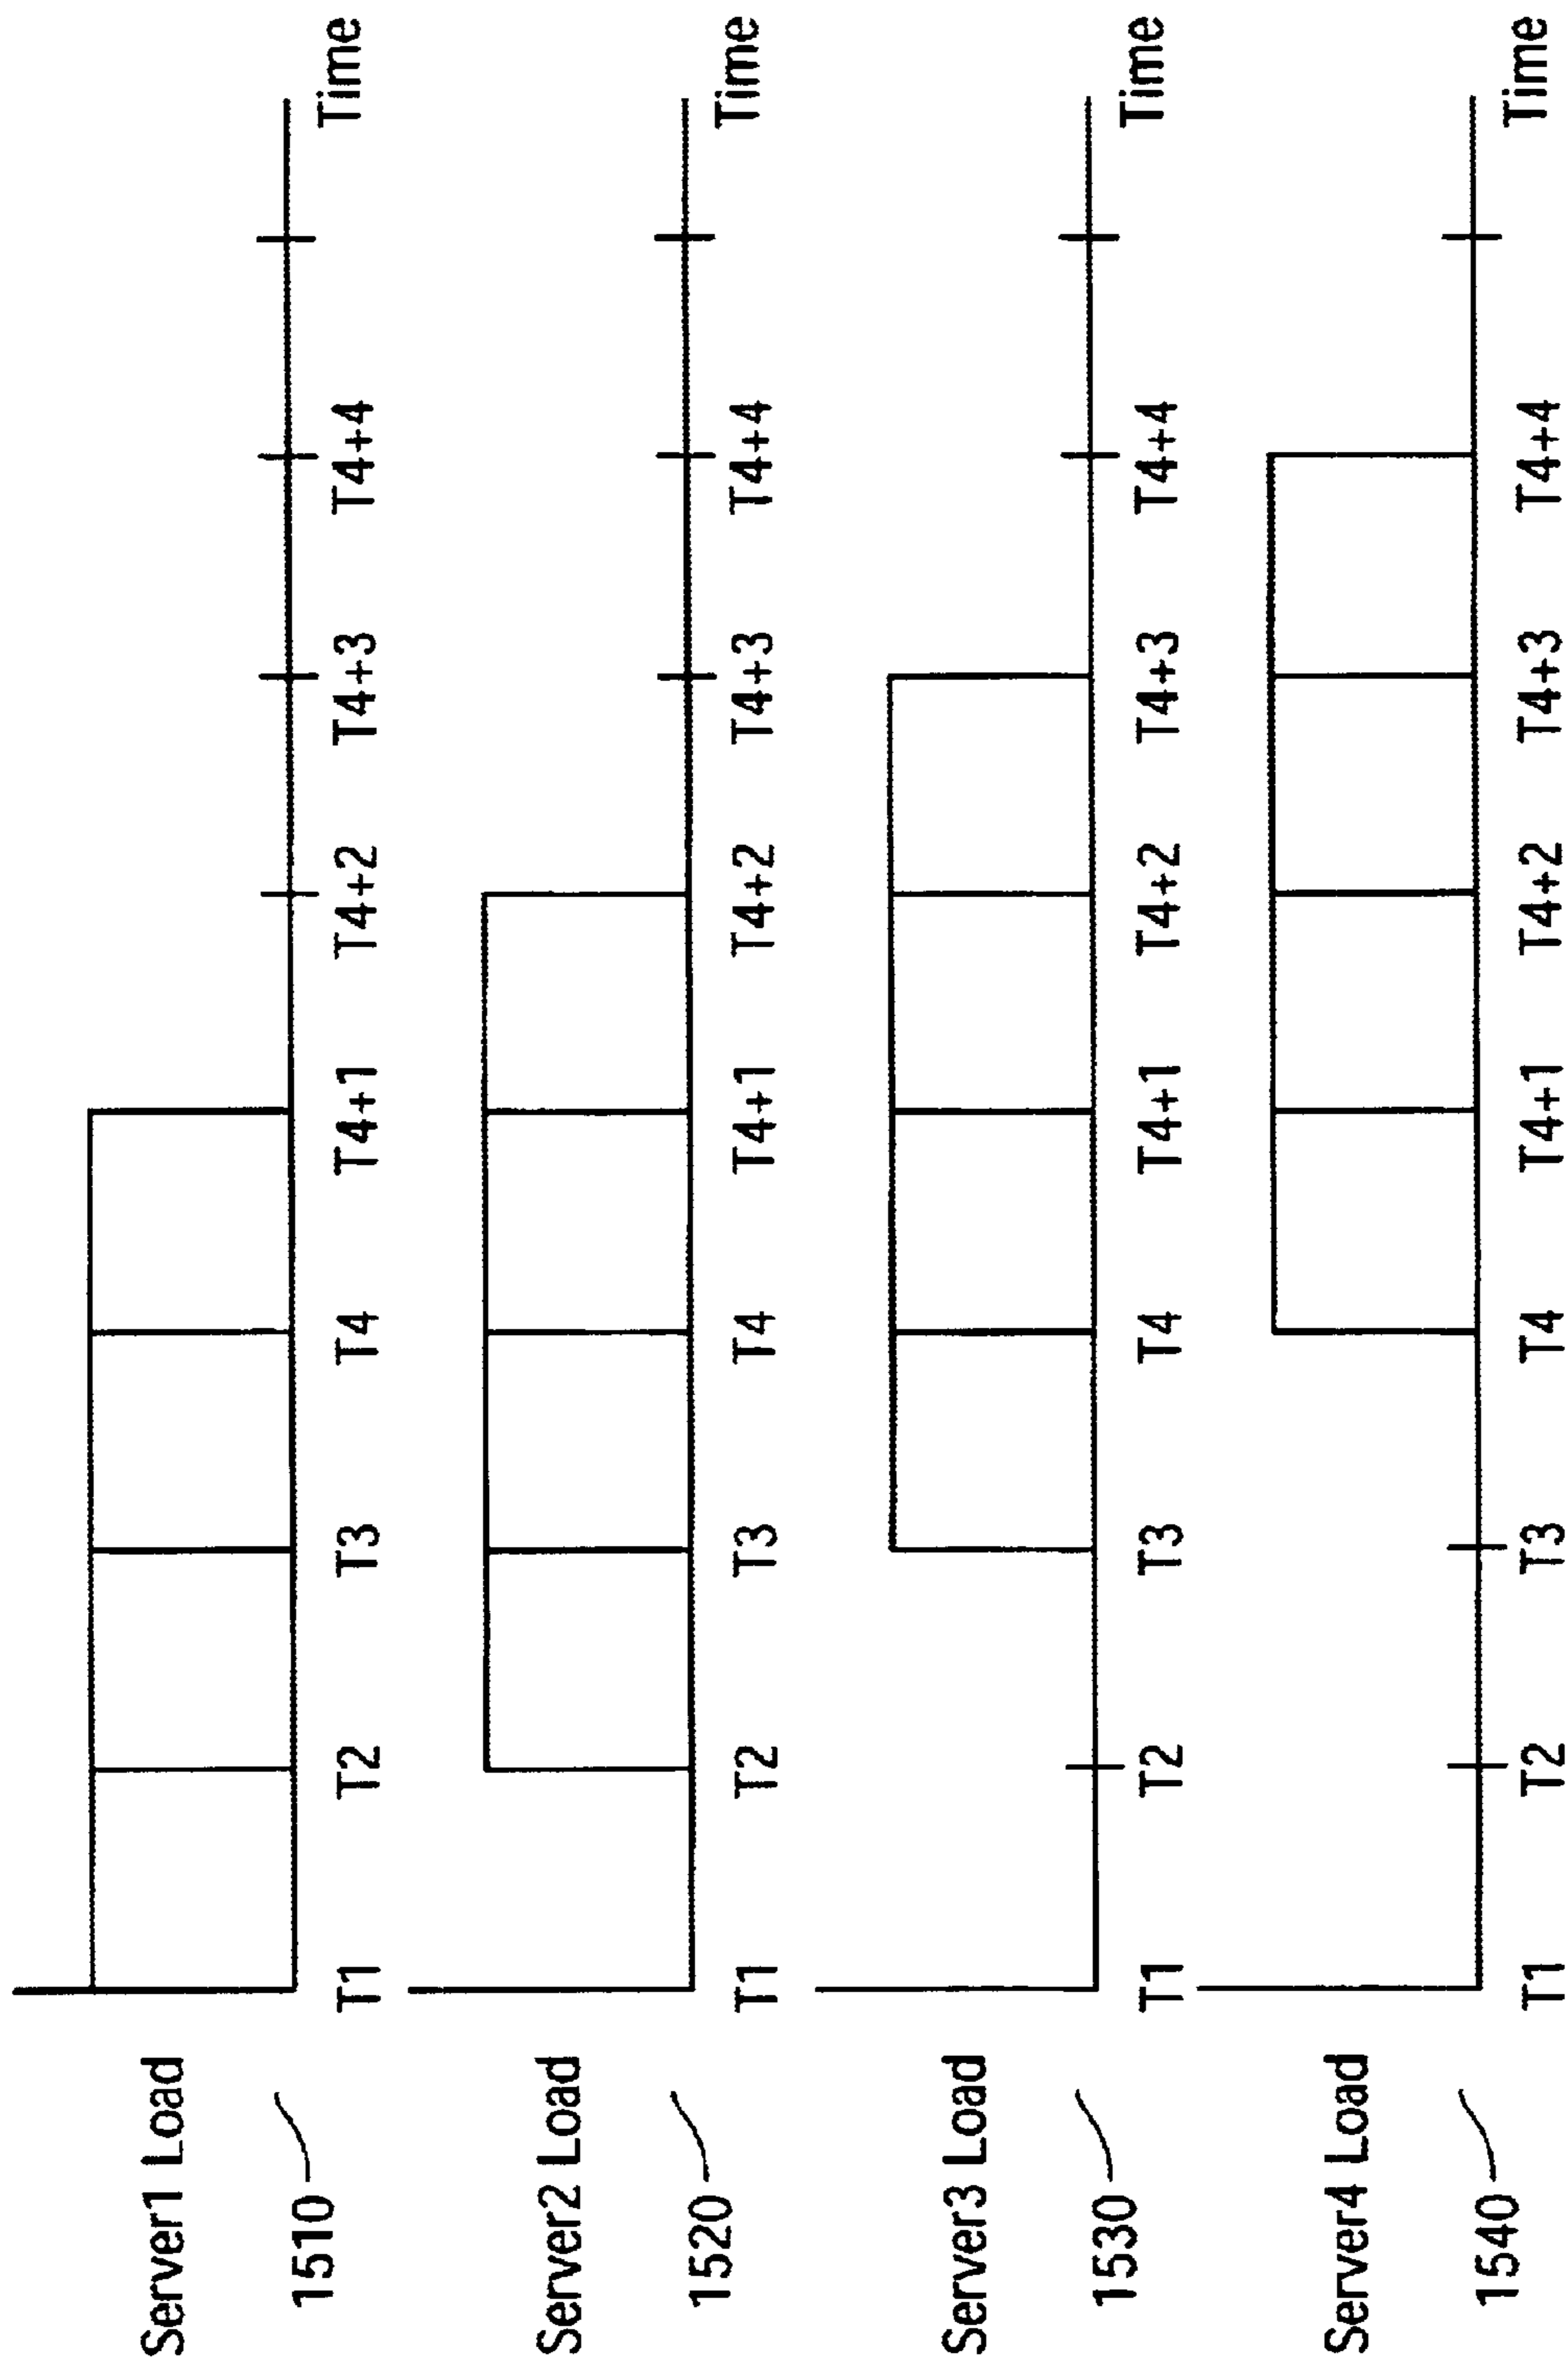 Server1 Load
1510
T1 T2 T3 T4 T4+1 T4+2 T4+3 T4+4 Time
Server2 Load
1520
T1 T2 T3 T4 T4+1 T4+2 T4+3 T4+4 Time
Server3 Load
1530
T1 T2 T3 T4 T4+1 T4+2 T4+3 T4+4 Time
Server4 Load
1540
T1 T2 T3 T4 T4+1 T4+2 T4+3 T4+4 Time